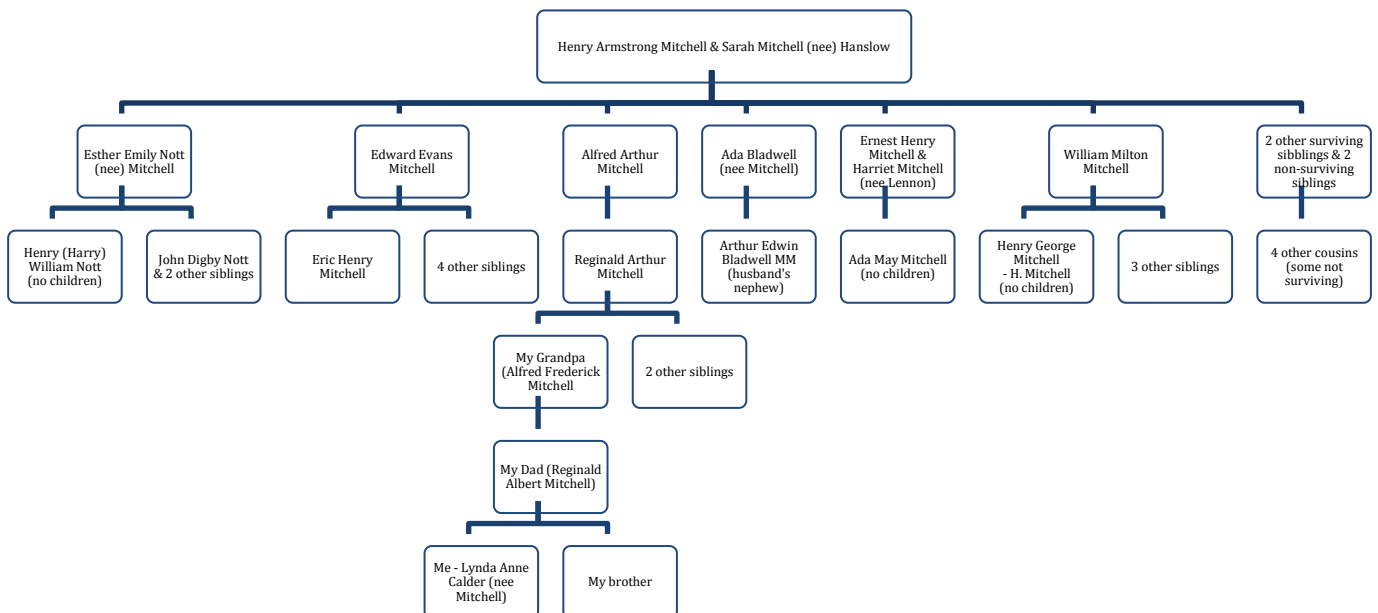 Henry Armstrong Mitchell & Sarah Mitchell (nee) Hanslow
Esther Emily Nott
(nee) Mitchell
Edward Evans
Mitchell
Alfred Arthur
Mitchell
Ada Bladwell
(nee Mitchell)
Ernest Henry
Mitchell &
Harriet Mitchell
(nee Lennon)
William Milton
Mitchell
2 other surviving
sibblings & 2
non-surviving
siblings
Henry (Harry)
William Nott
(no children)
John Digby Nott
& 2 other siblings
Eric Henry
Mitchell
4 other siblings
Reginald Arthur
Mitchell
Arthur Edwin
Bladwell MM
(husband's
nephew)
Ada May Mitchell
(no children)
Henry George
Mitchell
- H. Mitchell
(no children)
3 other siblings
4 other cousins
(some not
surviving)
My Grandpa
(Alfred Frederick
Mitchell
2 other siblings
My Dad (Reginald
Albert Mitchell)
Me - Lynda Anne
Calder (nee
Mitchell)
My brother